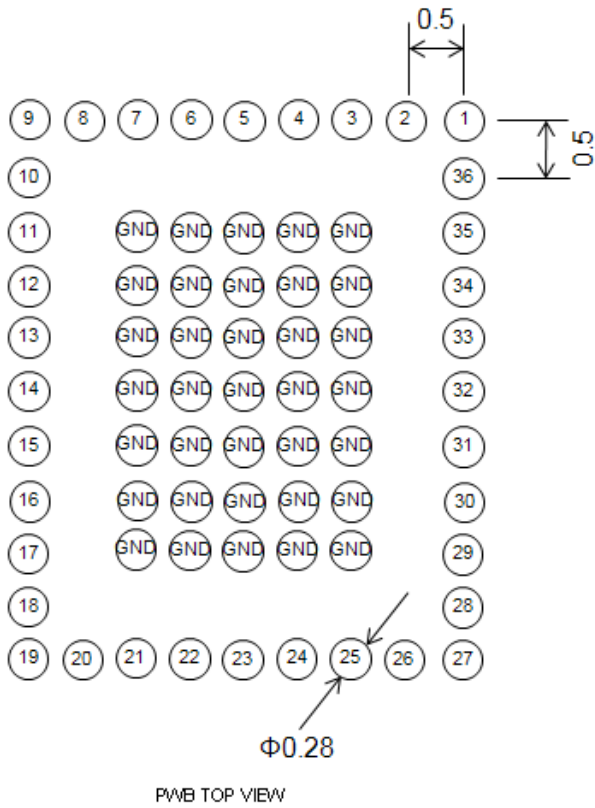 0.5
9 8 7 6 5 4 3 2 1
0.5
10 36
11 GND GND GND GND GND 35
12 GND GND GND GND GND 34
13 GND GND GND GND GND 33
14 GND GND GND GND GND 32
15 GND GND GND GND GND 31
16 GND GND GND GND GND 30
17 GND GND GND GND GND 29
18 28
19 20 21 22 23 24 25 26 27
Φ0.28
PWB TOP VIEW